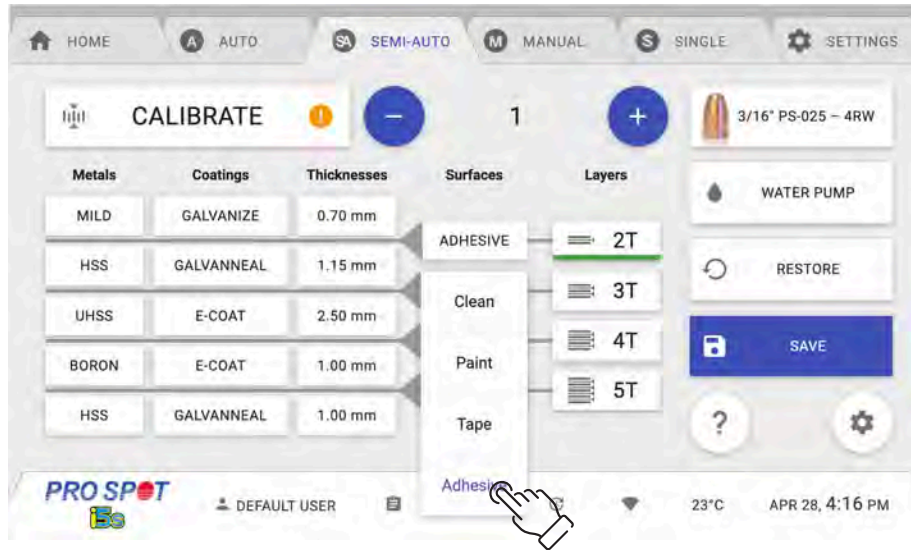 HOME A AUTO SA SEMI-AUTO M MANUAL S SINGLE SETTINGS
CALIBRATE ! − 1 + 3/16" PS-025 – 4RW
Metals Coatings Thicknesses Surfaces Layers
WATER PUMP
MILD GALVANIZE 0.70 mm
ADHESIVE 2T
HSS GALVANNEAL 1.15 mm
RESTORE
Clean 3T
UHSS E-COAT 2.50 mm
4T
SAVE
BORON E-COAT 1.00 mm
Paint
5T
HSS GALVANNEAL 1.00 mm
Tape
?
Adhesive
PRO SPOT
i5s
DEFAULT USER 23°C APR 28, 4:16 PM